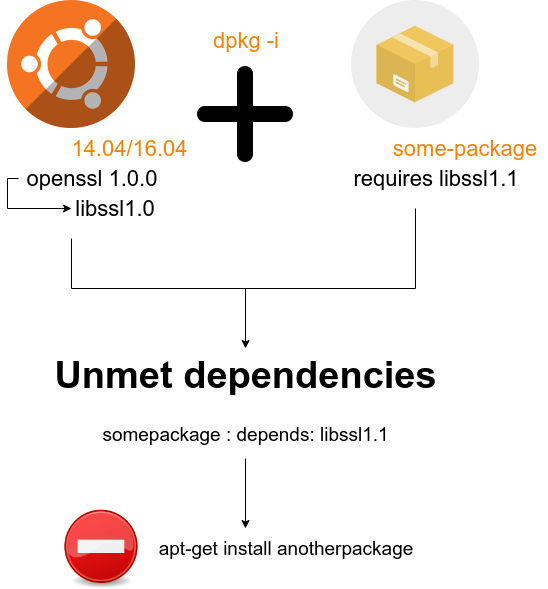 dpkg -i
14.04/16.04
some-package
openssl 1.0.0
requires libssl1.1
libssl1.0
Unmet dependencies
somepackage : depends: libssl1.1
apt-get install anotherpackage